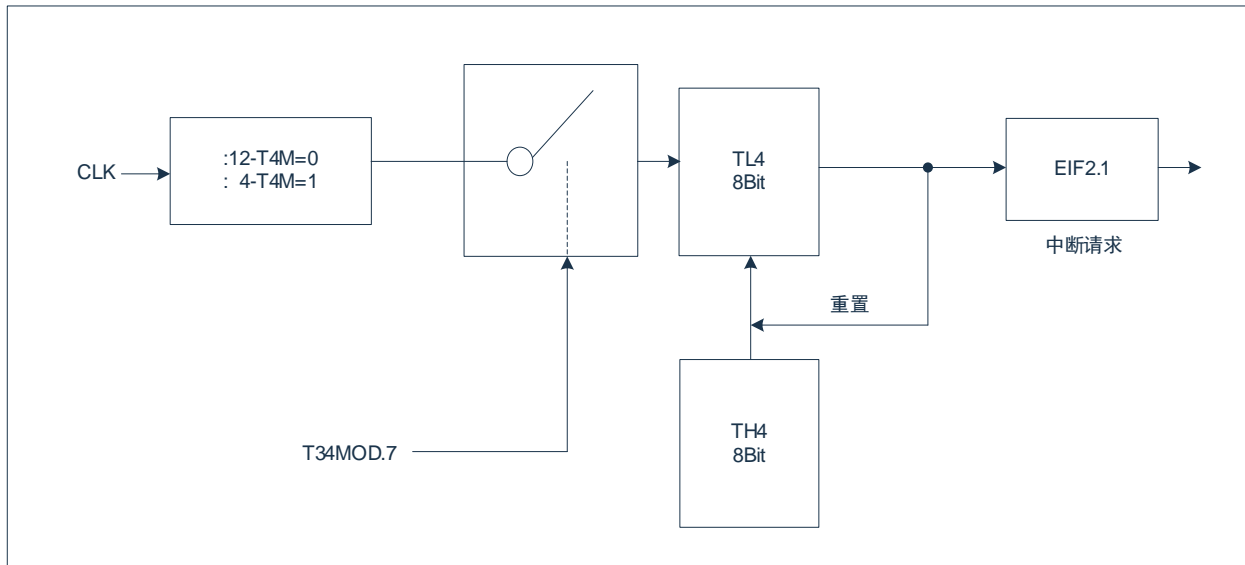 CLK
:12-T4M=0
: 4-T4M=1
TL4
8Bit
EIF2.1
中断请求
重置
TH4
8Bit
T34MOD.7